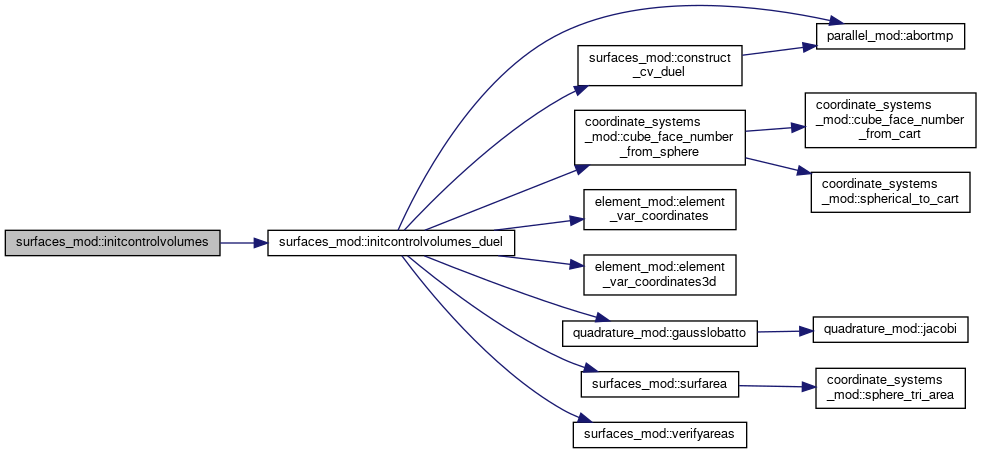 surfaces_mod::initcontrolvolumes
surfaces_mod::initcontrolvolumes_duel
parallel_mod::abortmp
surfaces_mod::construct
_cv_duel
coordinate_systems
_mod::cube_face_number
_from_sphere
coordinate_systems
_mod::cube_face_number
_from_cart
coordinate_systems
_mod::spherical_to_cart
element_mod::element
_var_coordinates
element_mod::element
_var_coordinates3d
quadrature_mod::gausslobatto
quadrature_mod::jacobi
surfaces_mod::surfarea
coordinate_systems
_mod::sphere_tri_area
surfaces_mod::verifyareas